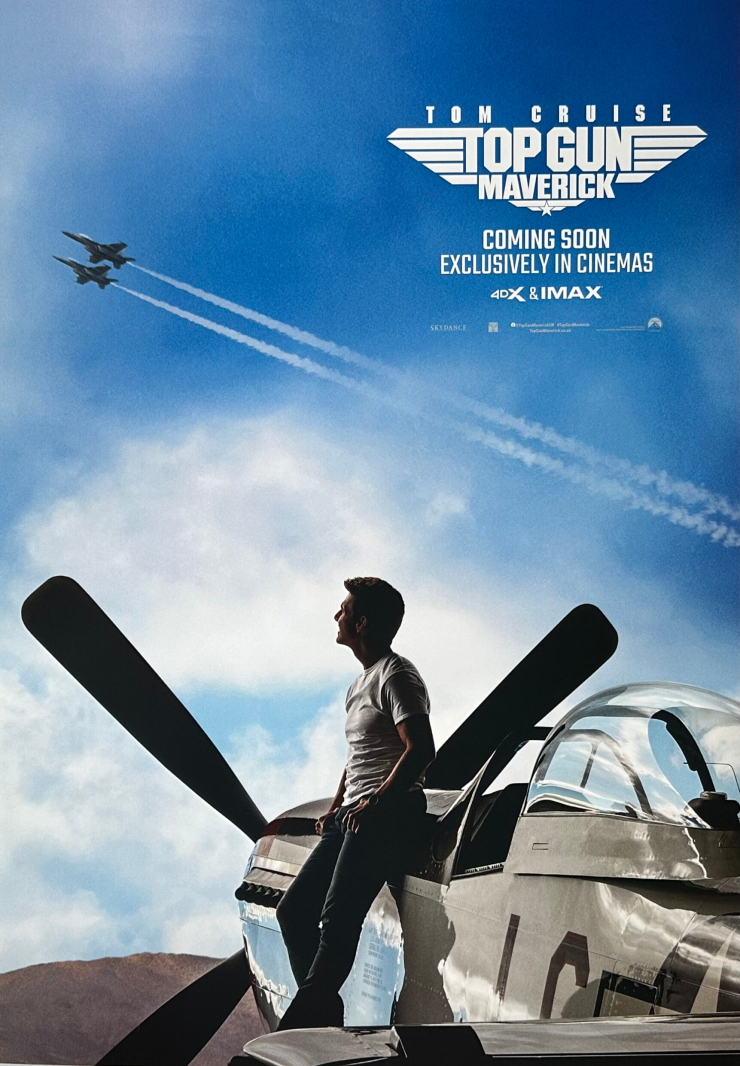 TOM CRUISE
TOP GUN
MAVERICK
COMING SOON
EXCLUSIVELY IN CINEMAS
4DX & IMAX
SKYDANCE